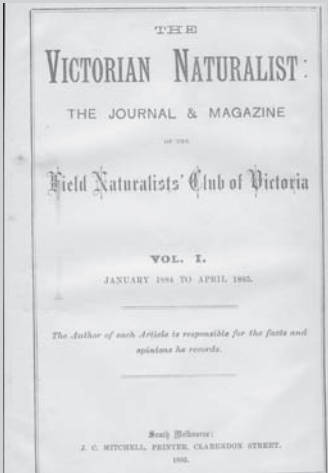 THE
VICTORIAN NATURALIST:
THE JOURNAL & MAGAZINE
OF THE
Field Naturalists' Club of Victoria
VOL. I.
JANUARY 1884 TO APRIL 1885.
The Author of each Article is responsible for the facts and
opinions he records.
South Melbourne:
J. C. MITCHELL, PRINTER, CLARENDON STREET.
1885.